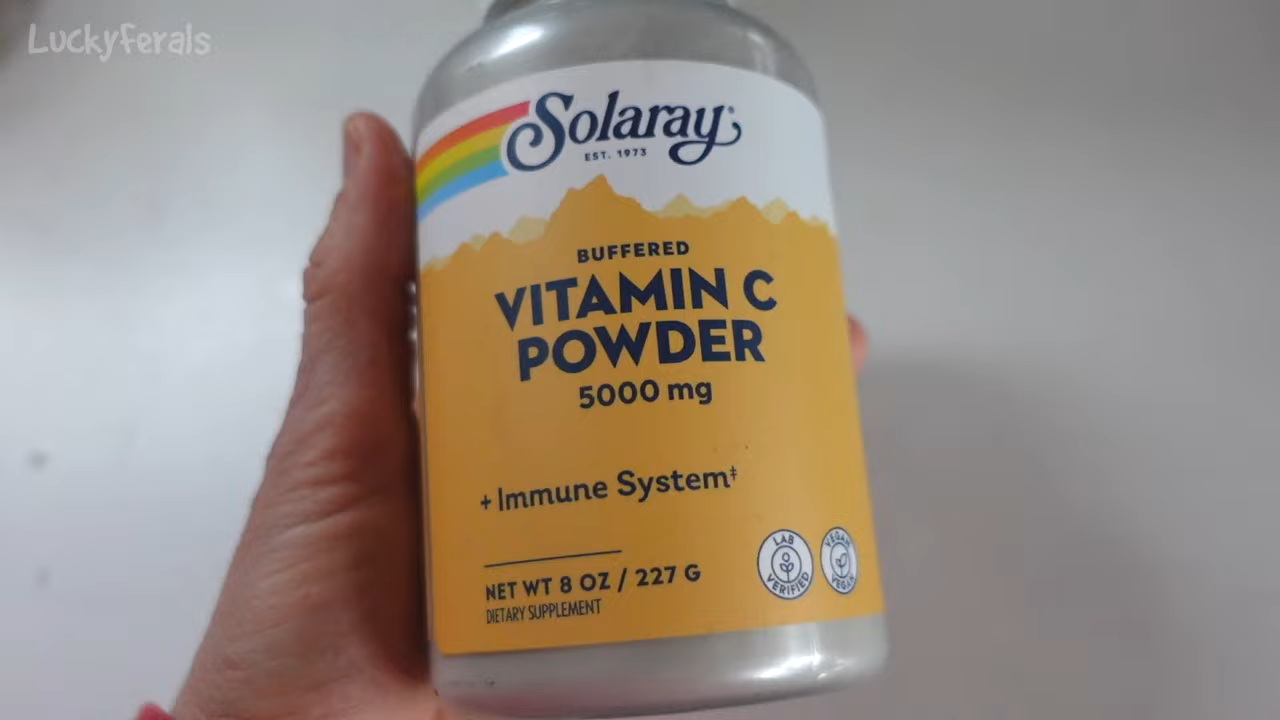 LuckyFerals
Solaray
EST. 1973
BUFFERED
VITAMIN C
POWDER
5000 mg
+ Immune System‡
NET WT 8 OZ / 227 G
DIETARY SUPPLEMENT
LAB
VERIFIED
VEGAN
VEGAN